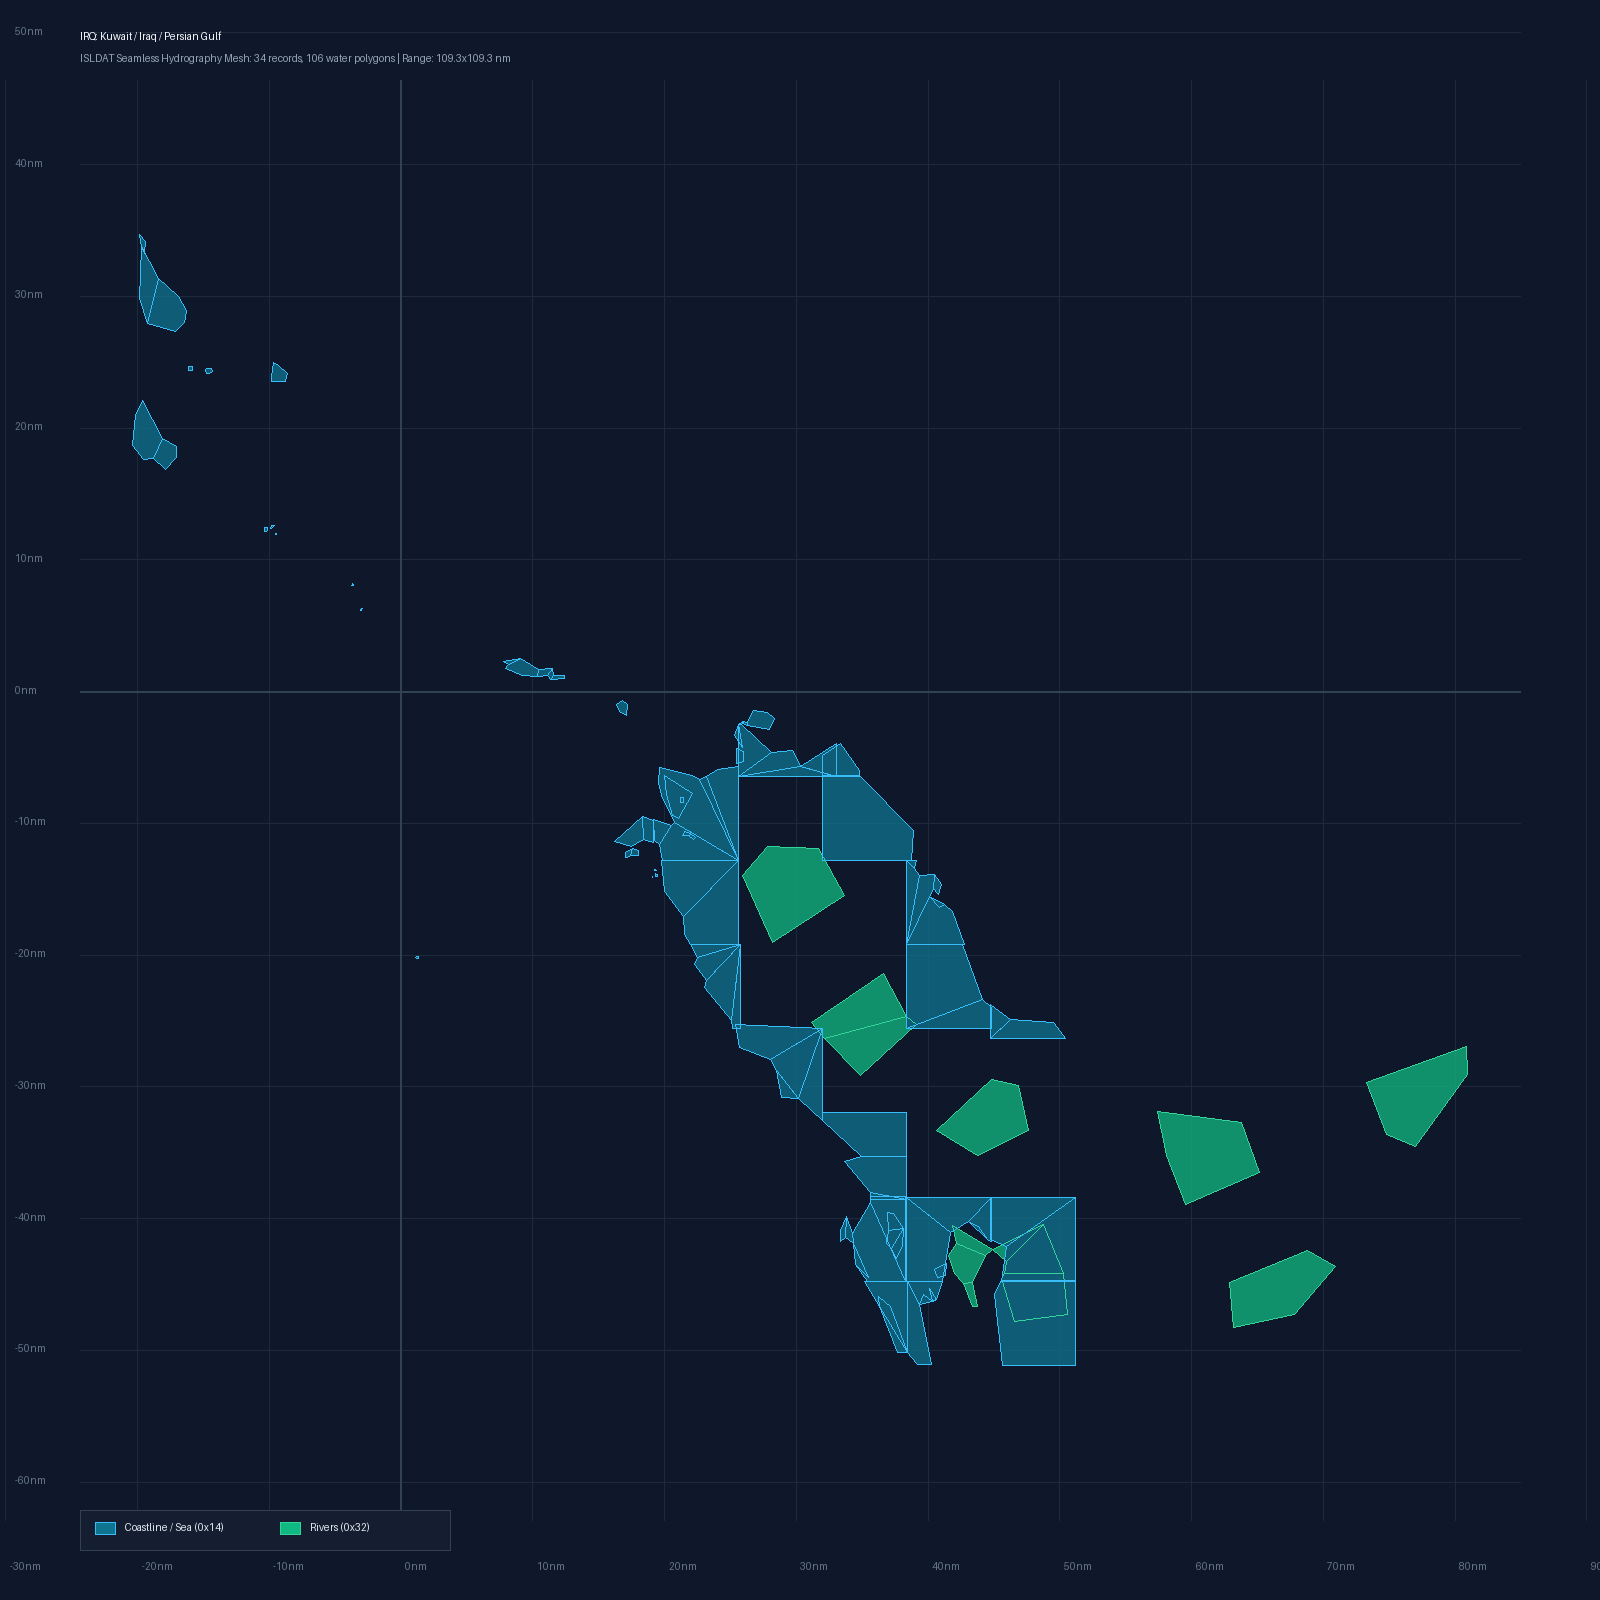 50nm
IRQ: Kuwait / Iraq / Persian Gulf
ISLDAT Seamless Hydrography Mesh: 34 records, 106 water polygons | Range: 109.3x109.3 nm
40nm
30nm
20nm
10nm
0nm
-10nm
-20nm
-30nm
-40nm
-50nm
-60nm
Coastline / Sea (0x14)
Rivers (0x32)
-30nm -20nm -10nm 0nm 10nm 20nm 30nm 40nm 50nm 60nm 70nm 80nm 90